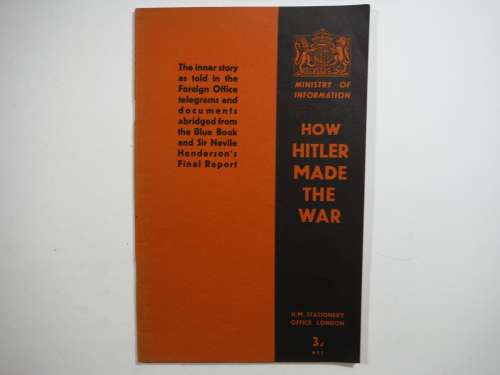 The inner story
as told in the
Foreign Office
telegrams and
documents
abridged from
the Blue Book
and Sir Nevile
Henderson's
Final Report
MINISTRY OF
INFORMATION
HOW
HITLER
MADE
THE
WAR
H.M. STATIONERY
OFFICE LONDON
3d
NET